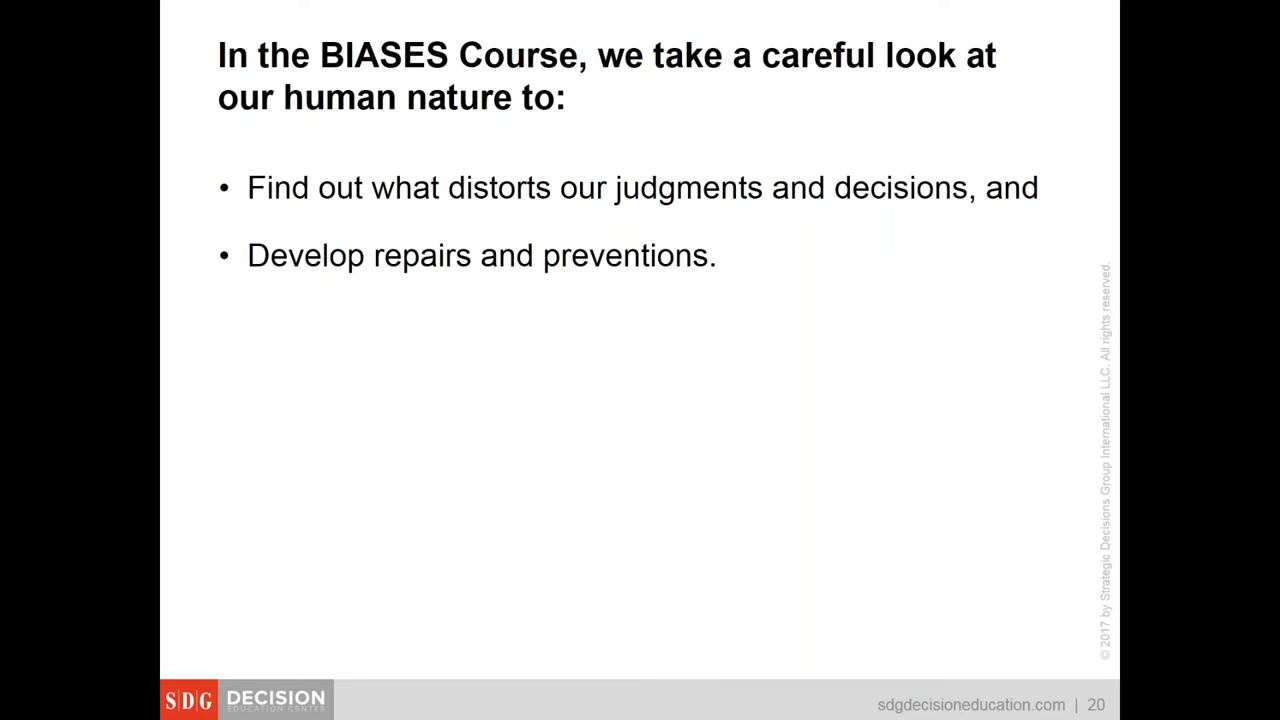 In the BIASES Course, we take a careful look at
our human nature to:
• Find out what distorts our judgments and decisions, and
• Develop repairs and preventions.
© 2017 by Strategic Decisions Group International LLC. All rights reserved.
SDG DECISION
EDUCATION CENTER
sdgdecisioneducation.com | 20